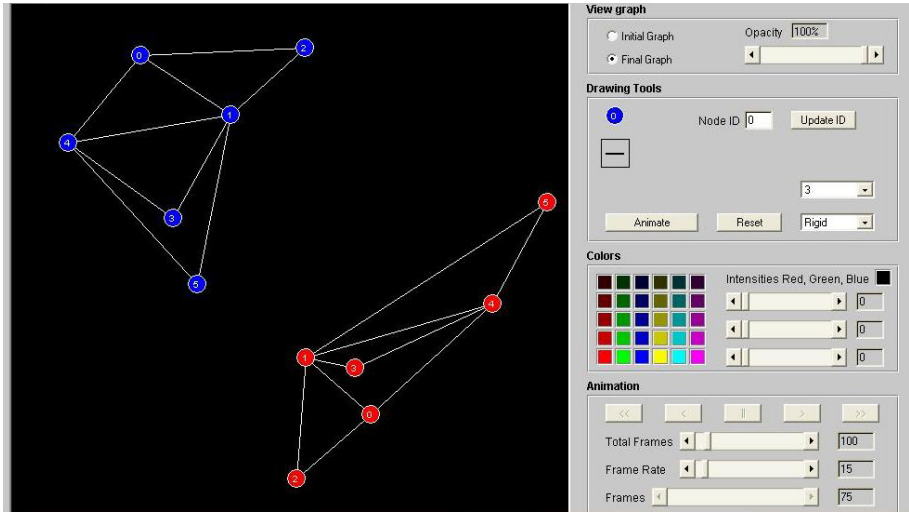 View graph
Initial Graph
Opacity 100%
Final Graph
Drawing Tools
0
Node ID 0 Update ID
3
Animate Reset Rigid
Colors
Intensities Red, Green, Blue
0
0
0
Animation
<< < || > >>
Total Frames 100
Frame Rate 15
Frames 75
0
2
1
4
3
5
5
4
1
3
0
2